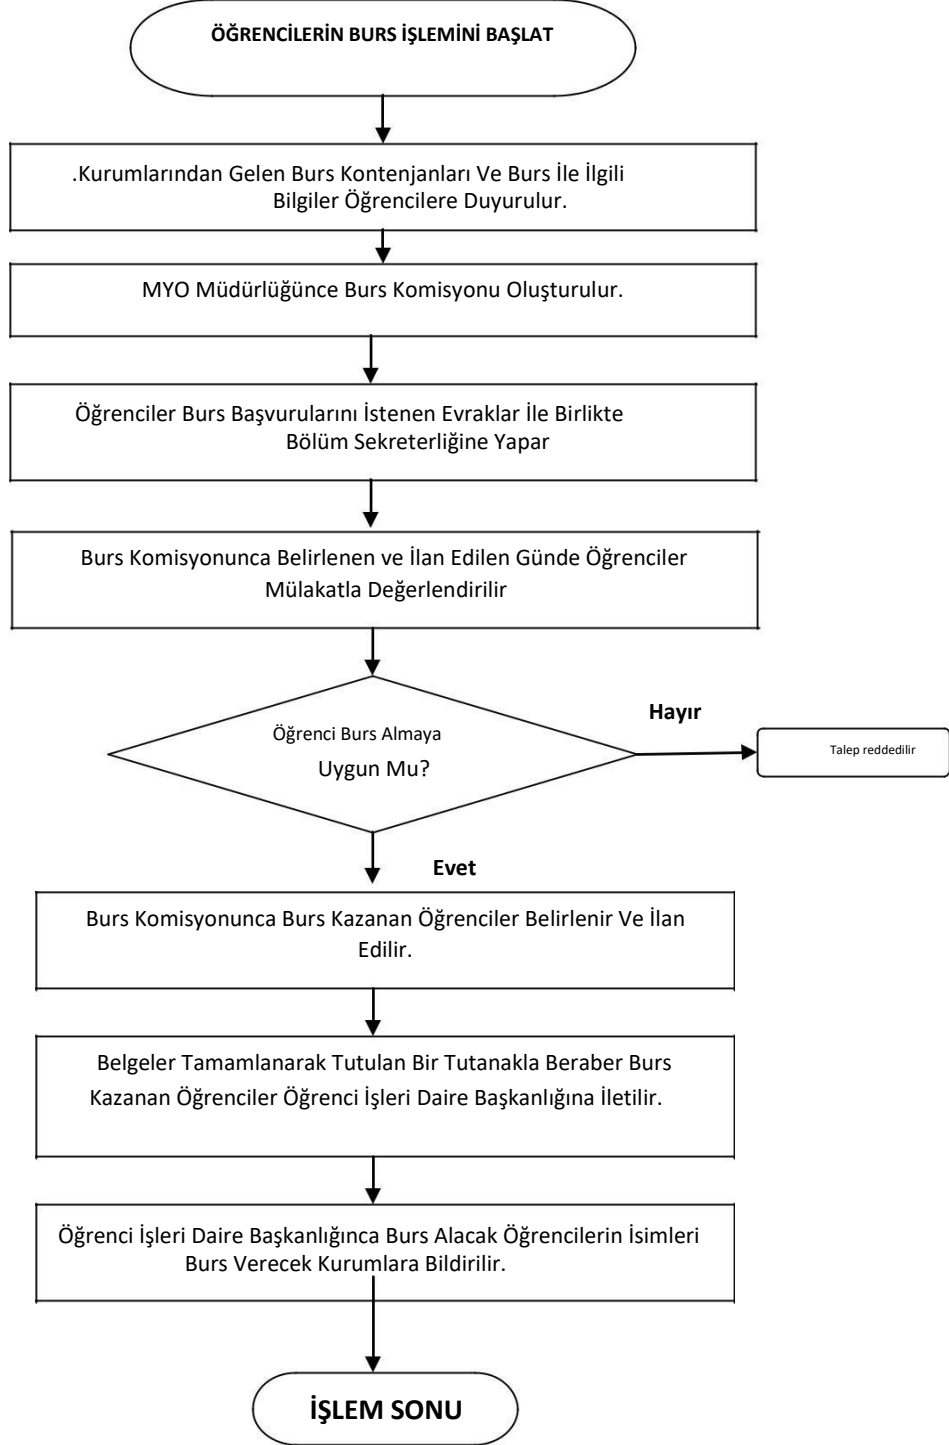 ÖĞRENCİLERİN BURS İŞLEMİNİ BAŞLAT
.Kurumlarından Gelen Burs Kontenjanları Ve Burs İle İlgili
Bilgiler Öğrencilere Duyurulur.
MYO Müdürlüğünce Burs Komisyonu Oluşturulur.
Öğrenciler Burs Başvurularını İstenen Evraklar İle Birlikte
Bölüm Sekreterliğine Yapar
Burs Komisyonunca Belirlenen ve İlan Edilen Günde Öğrenciler
Mülakatla Değerlendirilir
Öğrenci Burs Almaya
Uygun Mu?
Hayır
Talep reddedilir
Evet
Burs Komisyonunca Burs Kazanan Öğrenciler Belirlenir Ve İlan
Edilir.
Belgeler Tamamlanarak Tutulan Bir Tutanakla Beraber Burs
Kazanan Öğrenciler Öğrenci İşleri Daire Başkanlığına İletilir.
Öğrenci İşleri Daire Başkanlığınca Burs Alacak Öğrencilerin İsimleri
Burs Verecek Kurumlara Bildirilir.
İŞLEM SONU